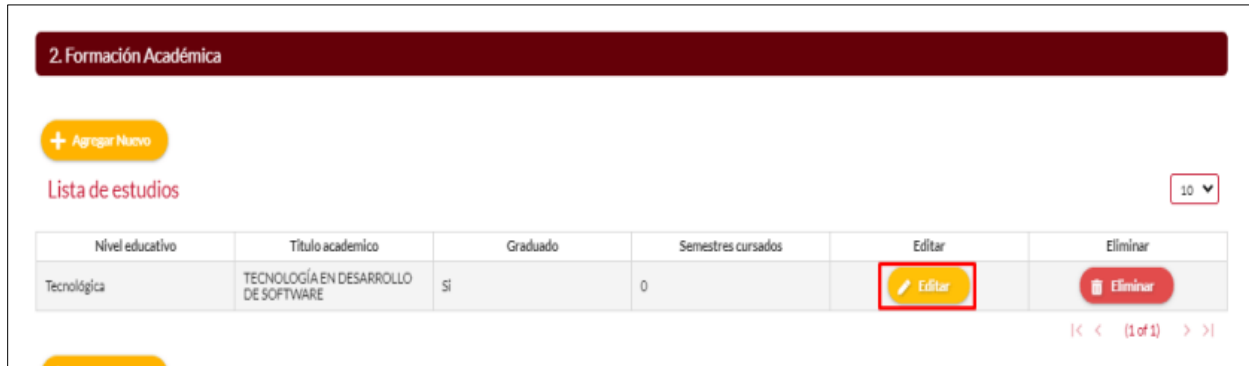 2. Formación Académica
Agregar Nuevo
Lista de estudios
10
Nivel educativo Título academico Graduado Semestres cursados Editar Eliminar
Tecnológica TECNOLOGÍA EN DESARROLLO DE SOFTWARE Sí 0 Editar Eliminar
|< < (1 of 1) > >|